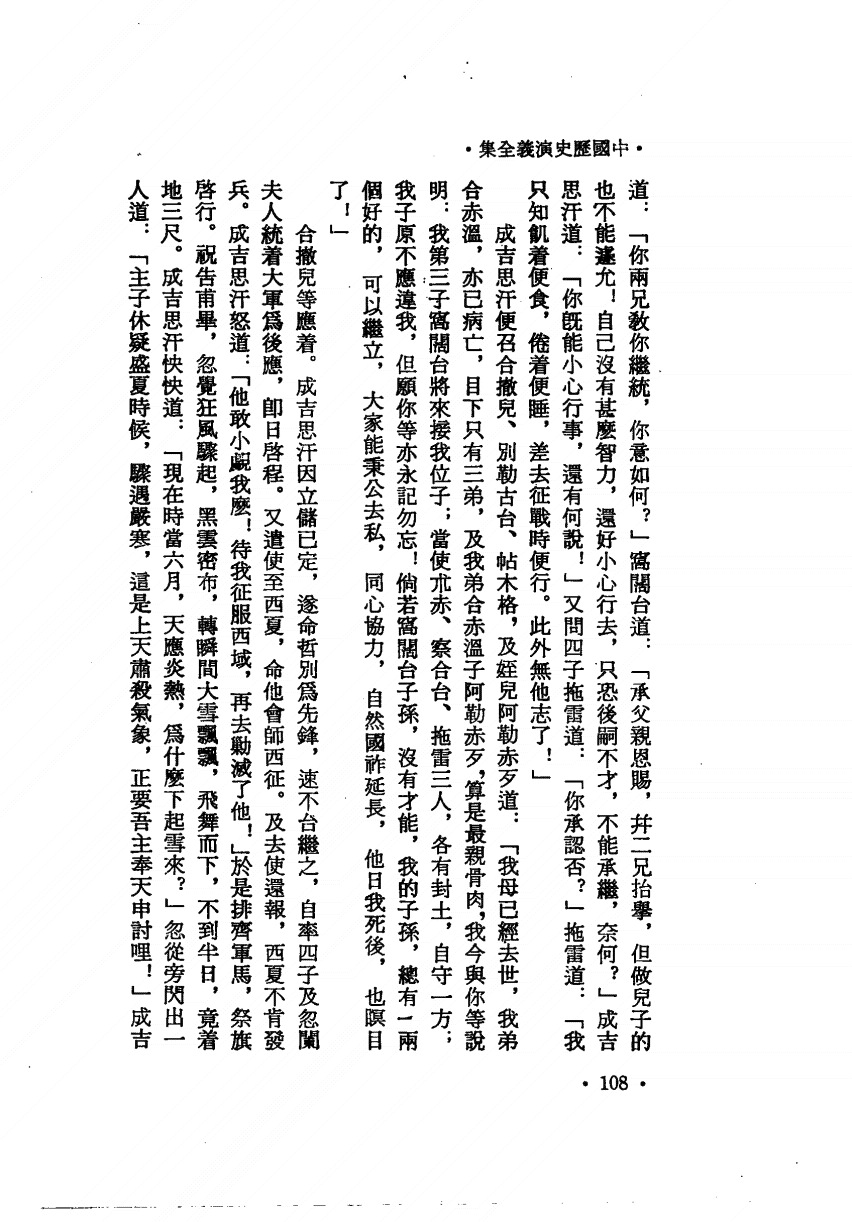 ·中國歷史演義全集·
道：「你兩兄敎你繼統，你意如何？」窩闊台道：「承父親恩賜，幷二兄抬擧，但做兒子的
也不能遽允！自己沒有甚麼智力，還好小心行去，只恐後嗣不才，不能承繼，奈何？」成吉
思汗道：「你旣能小心行事，還有何說！」又問四子拖雷道：「你承認否？」拖雷道：「我
只知飢着便食，倦着便睡，差去征戰時便行。此外無他志了！」
成吉思汗便召合撤兒、別勒古台、帖木格，及姪兒阿勒赤歹道：「我母已經去世，我弟
合赤溫，亦已病亡，目下只有三弟，及我弟合赤溫子阿勒赤歹，算是最親骨肉，我今與你等說
明：我第三子窩闊台將來接我位子；當使朮赤、察合台、拖雷三人，各有封土，自守一方；
我子原不應違我，但願你等亦永記勿忘！倘若窩闊台子孫，沒有才能，我的子孫，總有一兩
個好的，可以繼立，大家能秉公去私，同心協力，自然國祚延長，他日我死後，也瞑目
了！」
合撤兒等應着。成吉思汗因立儲已定，遂命哲別爲先鋒，速不台繼之，自率四子及忽闌
夫人統着大軍爲後應，卽日啓程。又遣使至西夏，命他會師西征。及去使還報，西夏不肯發
兵。成吉思汗怒道：「他敢小覷我麼！待我征服西域，再去勦滅了他！」於是排齊軍馬，祭旗
啓行。祝告甫畢，忽覺狂風驟起，黑雲密布，轉瞬間大雪飄飄，飛舞而下，不到半日，竟着
地三尺。成吉思汗怏怏道：「現在時當六月，天應炎熱，爲什麼下起雪來？」忽從旁閃出一
人道：「主子休疑盛夏時候，驟遇嚴寒，這是上天肅殺氣象，正要吾主奉天申討哩！」成吉
·108·